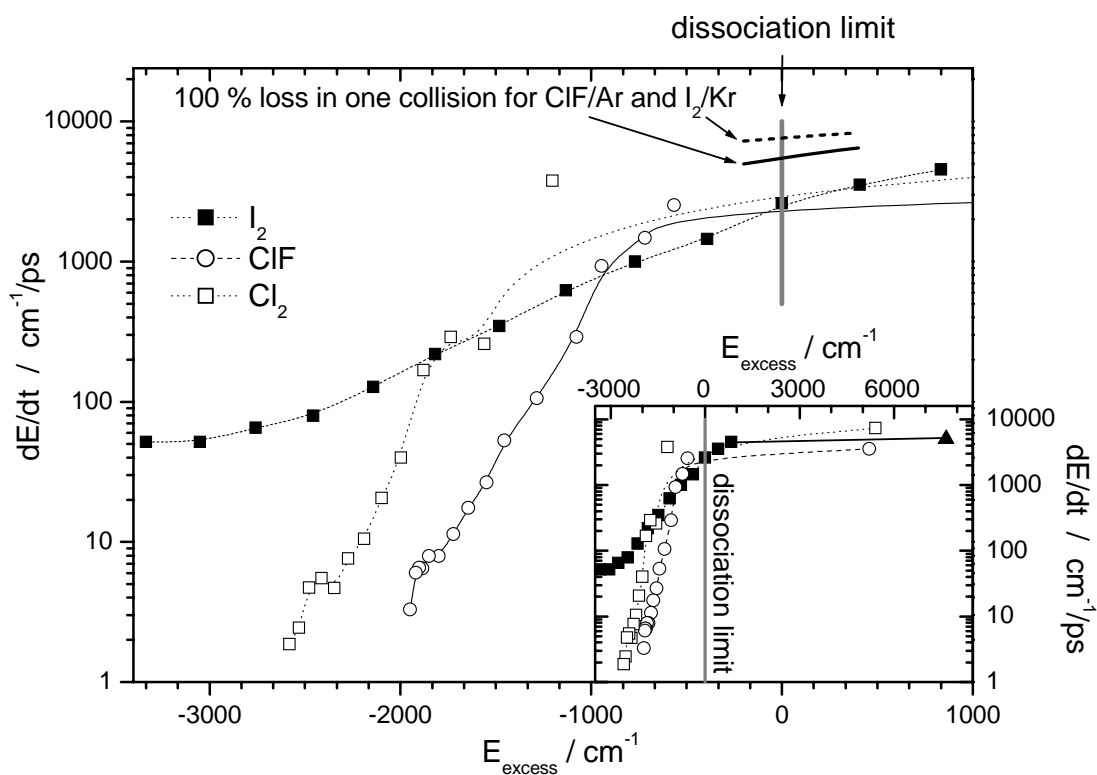 dissociation limit
100 % loss in one collision for ClF/Ar and I₂/Kr
10000
1000
100
10
1
dE/dt / cm⁻¹/ps
I₂
ClF
Cl₂
-3000
-2000
-1000
0
1000
E_excess / cm⁻¹
E_excess / cm⁻¹
-3000
0
3000
6000
10000
1000
100
10
1
dE/dt / cm⁻¹/ps
dissociation limit